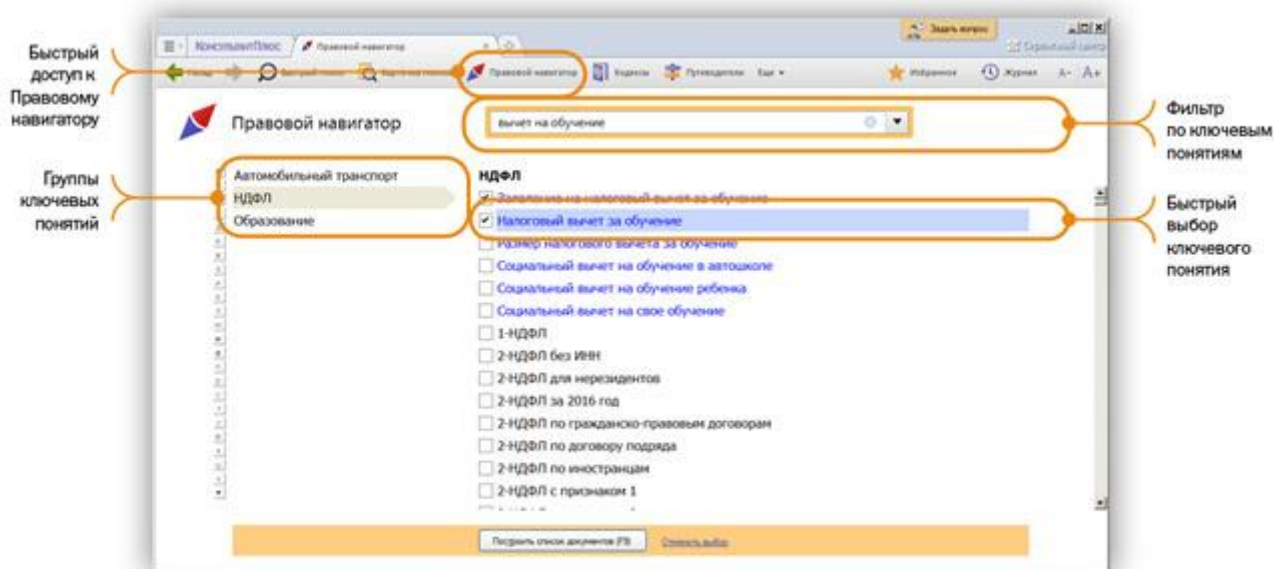 Задать вопрос
КонсультантПлюс
Правовой навигатор
Сервисный центр
Назад
Быстрый поиск
Карточка поиска
Правовой навигатор
Кодексы
Путеводители
Еще
Избранное
Журнал
А-
А+
Быстрый
доступ к
Правовому
навигатору
Правовой навигатор
вычет на обучение
Фильтр
по ключевым
понятиям
Группы
ключевых
понятий
Автомобильный транспорт
НДФЛ
Образование
НДФЛ
Заявление на налоговый вычет за обучение
Налоговый вычет за обучение
Размер налогового вычета за обучение
Социальный вычет на обучение в автошколе
Социальный вычет на обучение ребенка
Социальный вычет на свое обучение
1-НДФЛ
2-НДФЛ без ИНН
2-НДФЛ для нерезидентов
2-НДФЛ за 2016 год
2-НДФЛ по гражданско-правовым договорам
2-НДФЛ по договору подряда
2-НДФЛ по иностранцам
2-НДФЛ с признаком 1
Быстрый
выбор
ключевого
понятия
Построить список документов (F9)
Отменить выбор